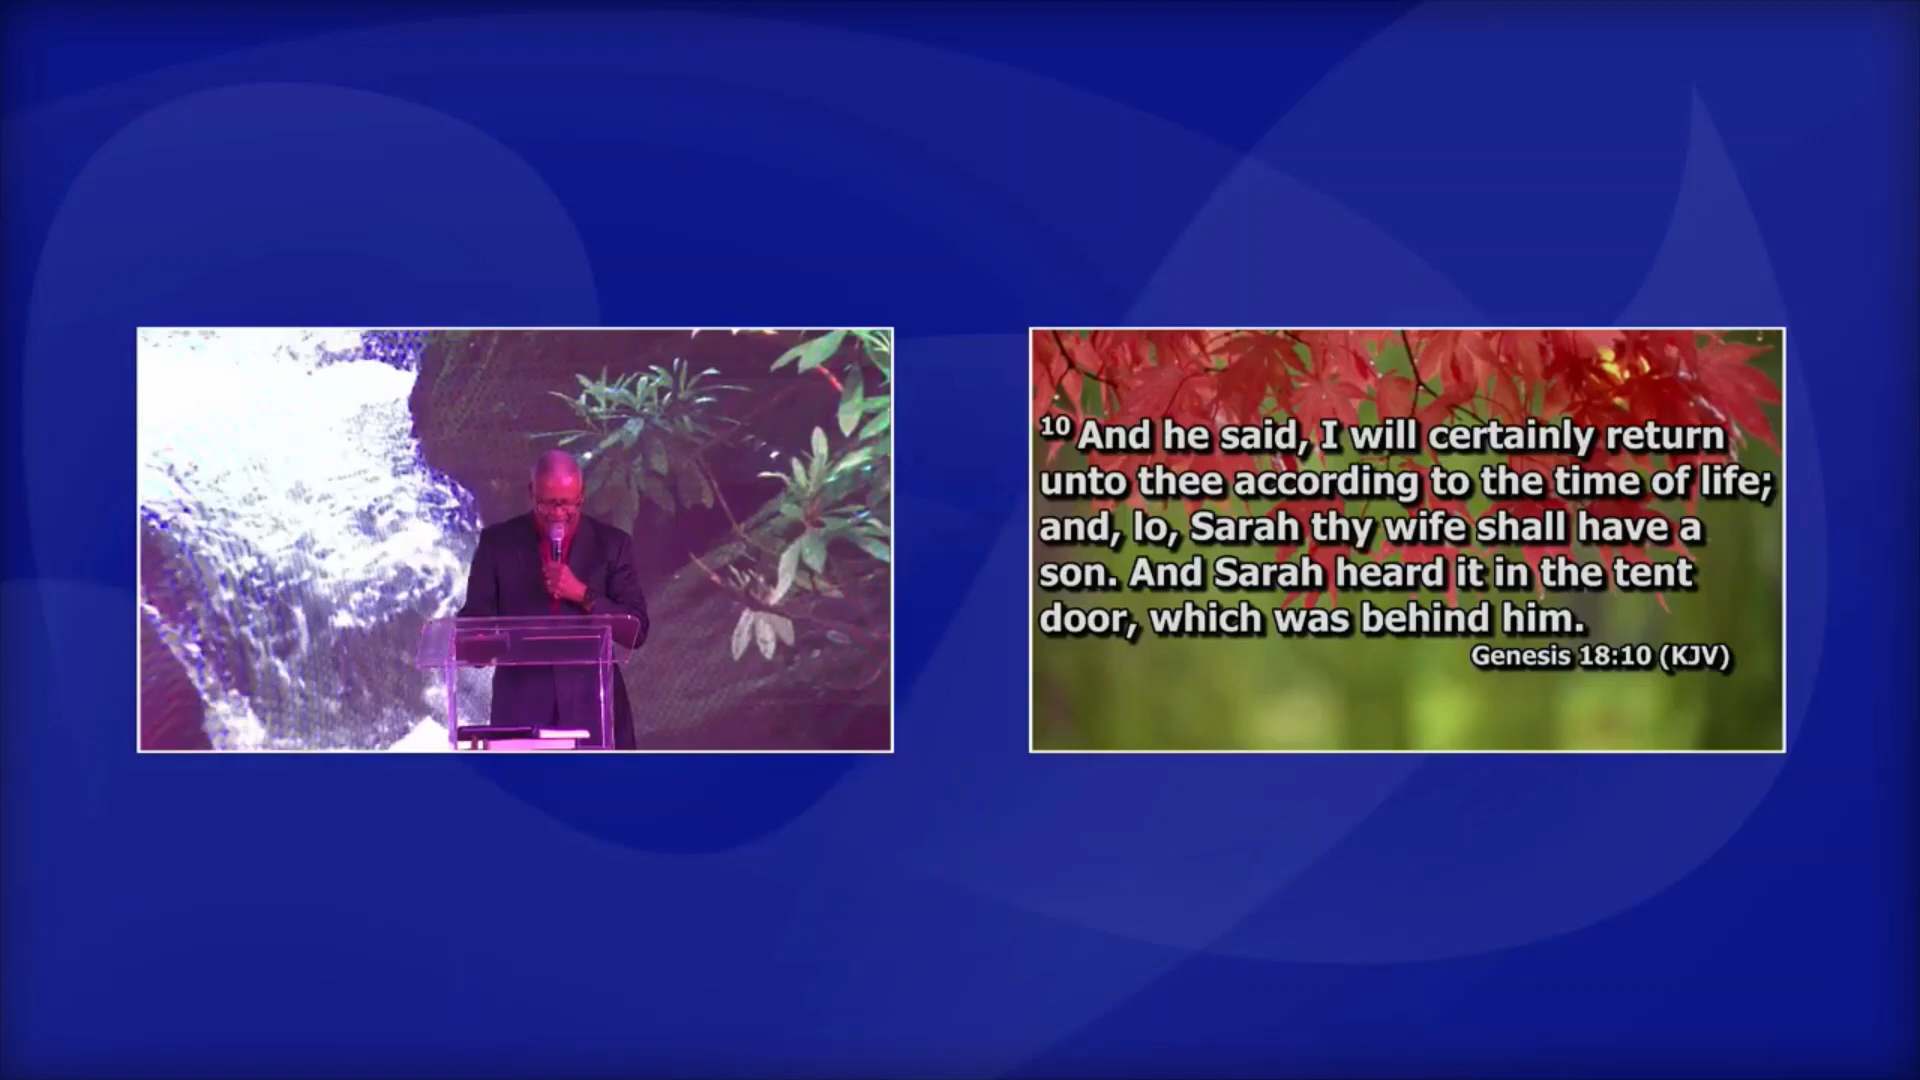 10 And he said, I will certainly return
unto thee according to the time of life;
and, lo, Sarah thy wife shall have a
son. And Sarah heard it in the tent
door, which was behind him.
Genesis 18:10 (KJV)